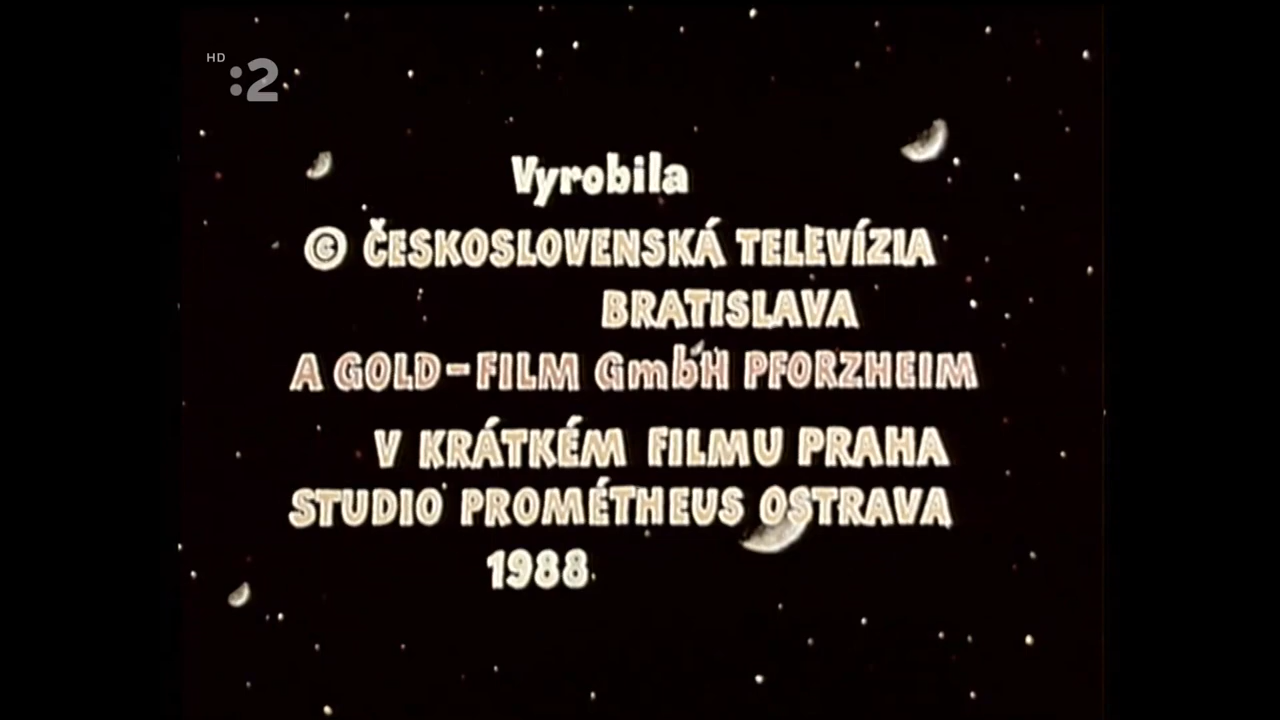 HD
:2
Vyrobila
© ČESKOSLOVENSKÁ TELEVÍZIA
BRATISLAVA
A GOLD-FILM GmbH PFORZHEIM
V KRÁTKÉM FILMU PRAHA
STUDIO PROMÉTHEUS OSTRAVA
1988